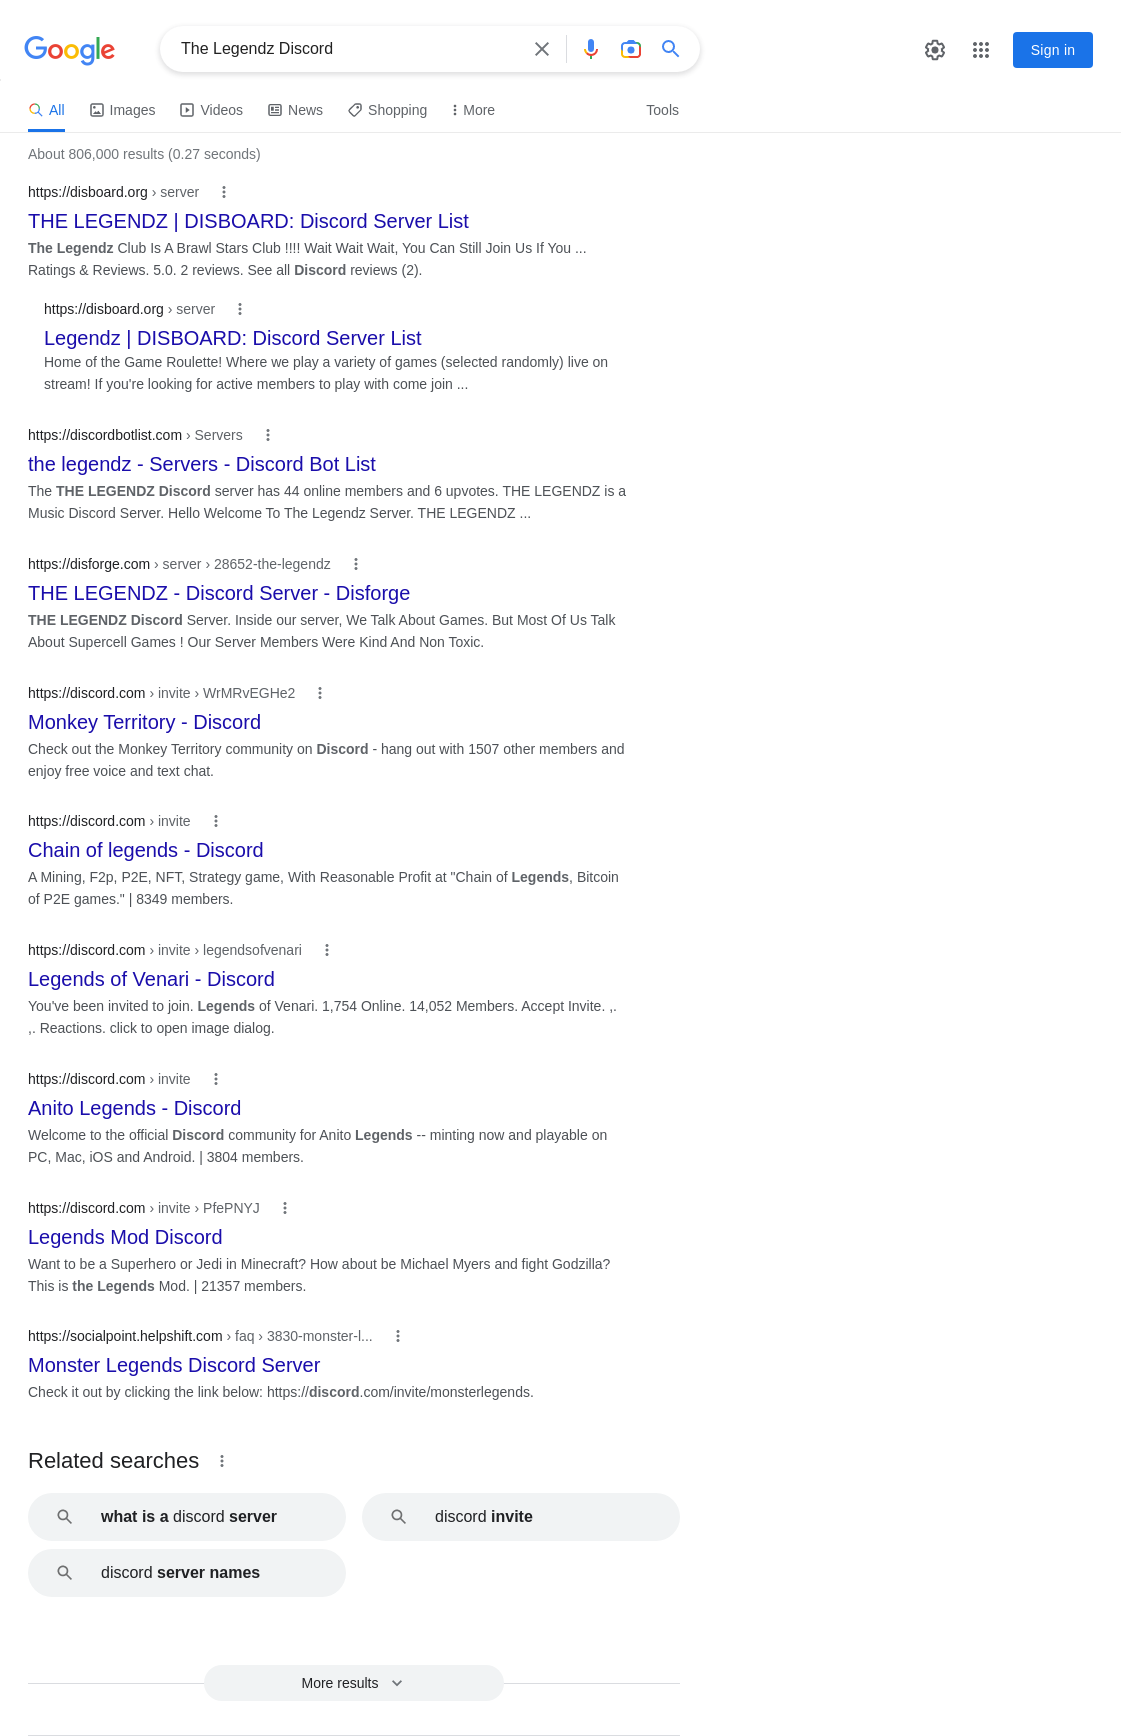 Google
The Legendz Discord
Sign in
All
Images
Videos
News
Shopping
More
Tools
About 806,000 results (0.27 seconds)
https://disboard.org › server
THE LEGENDZ | DISBOARD: Discord Server List
The Legendz Club Is A Brawl Stars Club !!!! Wait Wait Wait, You Can Still Join Us If You ...
Ratings & Reviews. 5.0. 2 reviews. See all Discord reviews (2).
https://disboard.org › server
Legendz | DISBOARD: Discord Server List
Home of the Game Roulette! Where we play a variety of games (selected randomly) live on
stream! If you're looking for active members to play with come join ...
https://discordbotlist.com › Servers
the legendz - Servers - Discord Bot List
The THE LEGENDZ Discord server has 44 online members and 6 upvotes. THE LEGENDZ is a
Music Discord Server. Hello Welcome To The Legendz Server. THE LEGENDZ ...
https://disforge.com › server › 28652-the-legendz
THE LEGENDZ - Discord Server - Disforge
THE LEGENDZ Discord Server. Inside our server, We Talk About Games. But Most Of Us Talk
About Supercell Games ! Our Server Members Were Kind And Non Toxic.
https://discord.com › invite › WrMRvEGHe2
Monkey Territory - Discord
Check out the Monkey Territory community on Discord - hang out with 1507 other members and
enjoy free voice and text chat.
https://discord.com › invite
Chain of legends - Discord
A Mining, F2p, P2E, NFT, Strategy game, With Reasonable Profit at "Chain of Legends, Bitcoin
of P2E games." | 8349 members.
https://discord.com › invite › legendsofvenari
Legends of Venari - Discord
You've been invited to join. Legends of Venari. 1,754 Online. 14,052 Members. Accept Invite. ,.
,. Reactions. click to open image dialog.
https://discord.com › invite
Anito Legends - Discord
Welcome to the official Discord community for Anito Legends -- minting now and playable on
PC, Mac, iOS and Android. | 3804 members.
https://discord.com › invite › PfePNYJ
Legends Mod Discord
Want to be a Superhero or Jedi in Minecraft? How about be Michael Myers and fight Godzilla?
This is the Legends Mod. | 21357 members.
https://socialpoint.helpshift.com › faq › 3830-monster-l...
Monster Legends Discord Server
Check it out by clicking the link below: https://discord.com/invite/monsterlegends.
Related searches
what is a discord server
discord invite
discord server names
More results